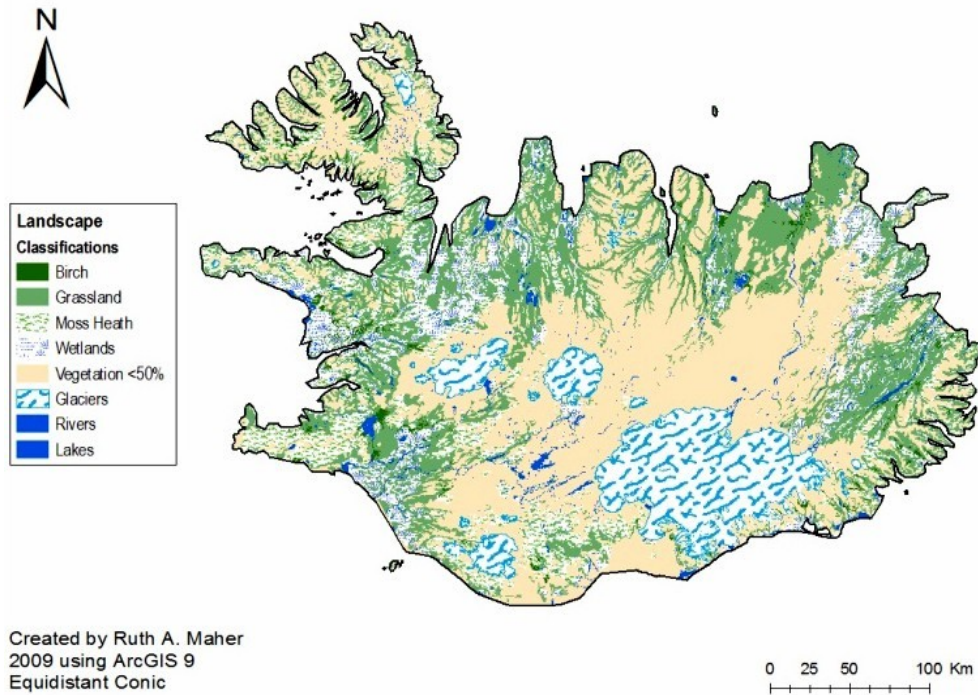 N
Landscape
Classifications
Birch
Grassland
Moss Heath
Wetlands
Vegetation <50%
Glaciers
Rivers
Lakes
Created by Ruth A. Maher
2009 using ArcGIS 9
Equidistant Conic
0 25 50 100 Km